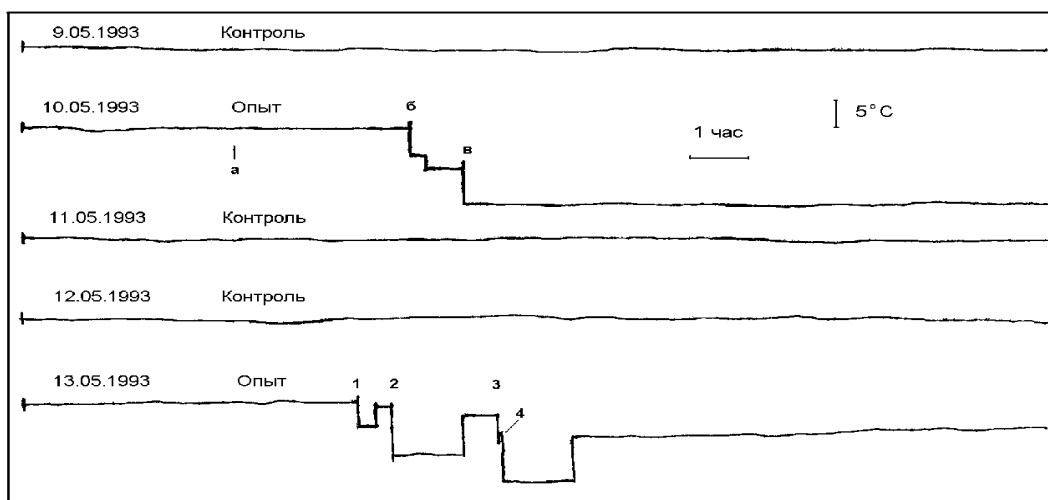 9.05.1993 Контроль
10.05.1993 Опыт б 5°C
1 час
а в
11.05.1993 Контроль
12.05.1993 Контроль
13.05.1993 Опыт 1 2 3
4